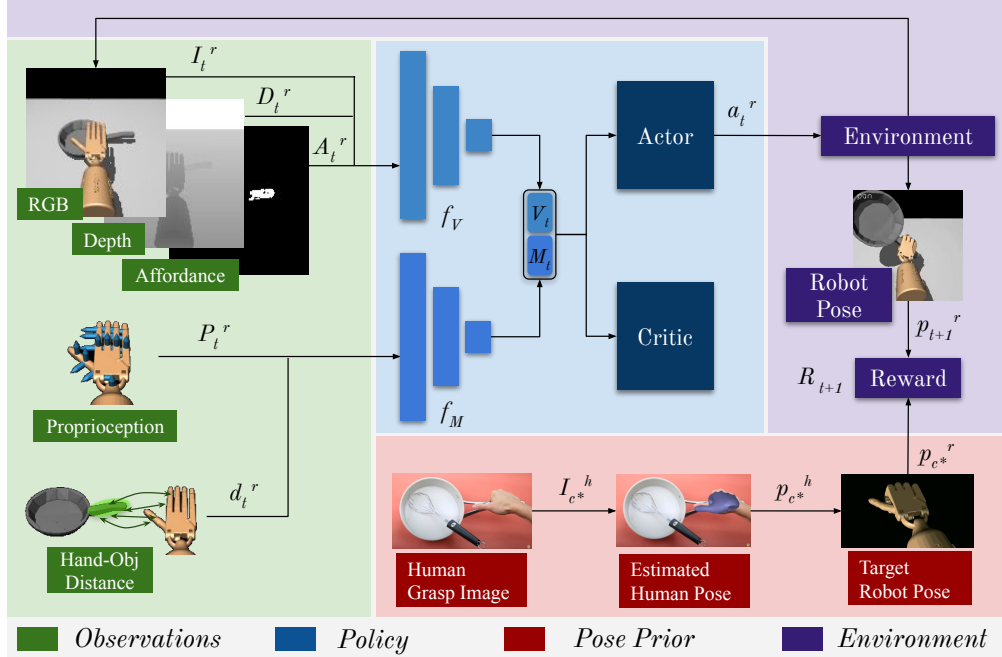 I_t^r
D_t^r
A_t^r
RGB
Depth
Affordance
P_t^r
Proprioception
d_t^r
Hand-Obj
Distance
f_V
f_M
V_t
M_t
Actor
Critic
a_t^r
Environment
pan
Robot
Pose
p_{t+1}^r
R_{t+1}
Reward
p_{c*}^r
I_{c*}^h
p_{c*}^h
Human
Grasp Image
Estimated
Human Pose
Target
Robot Pose
Observations
Policy
Pose Prior
Environment